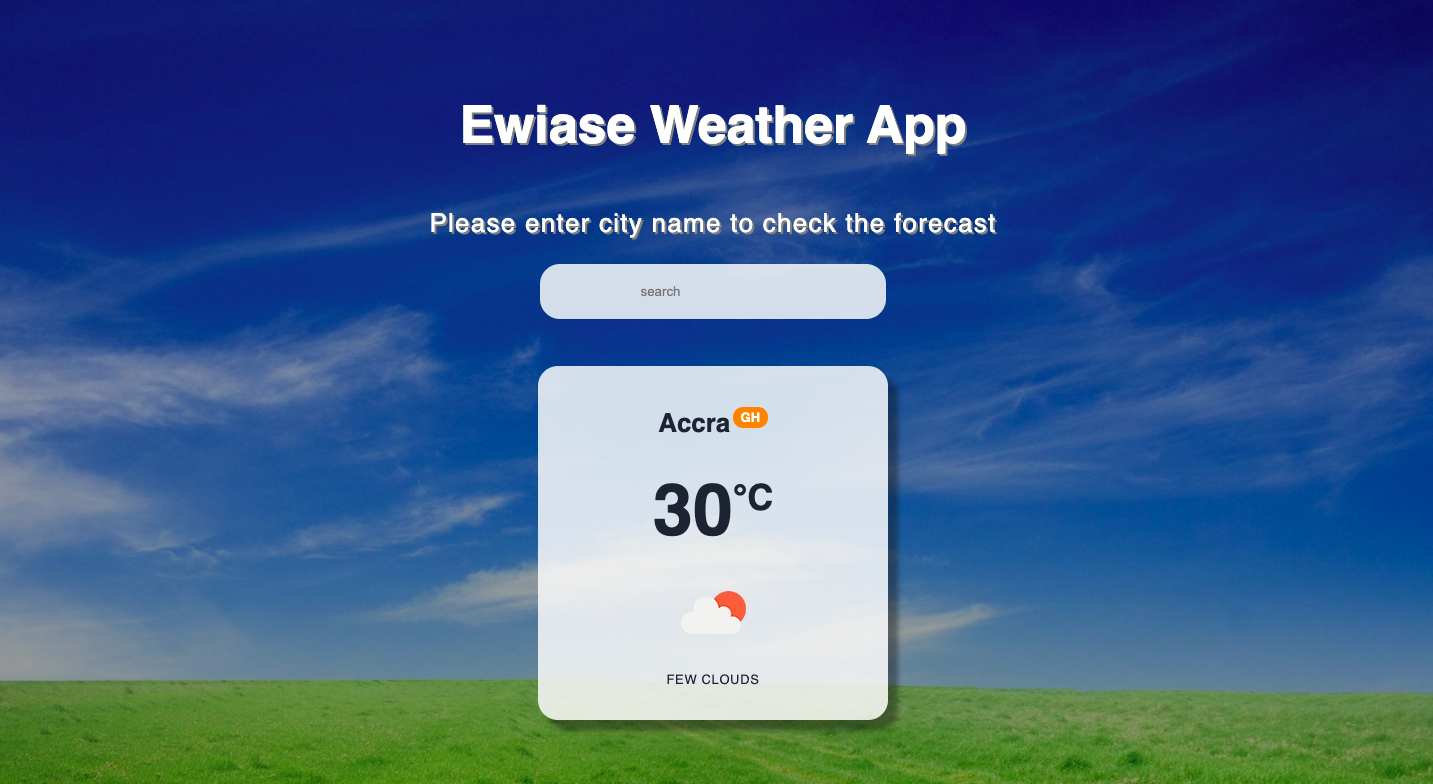 Ewiase Weather App
Please enter city name to check the forecast
search
Accra GH
30°C
FEW CLOUDS